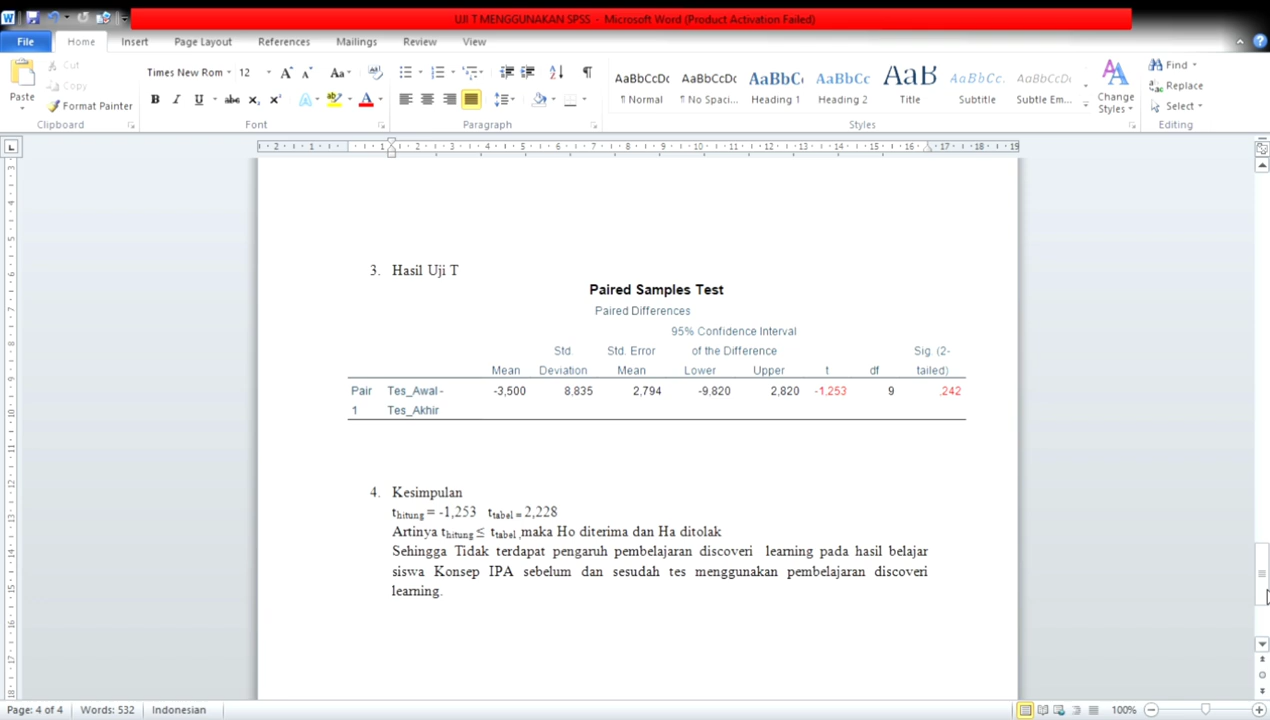 UJI T MENGGUNAKAN SPSS - Microsoft Word (Product Activation Failed)
File Home Insert Page Layout References Mailings Review View
Paste
Cut
Copy
Format Painter
Clipboard
Times New Rom 12
Font
Paragraph
AaBbCcDc AaBbCcDc AaBbC AaBbCc AaB AaBbCc. AaBbCcDc
¶ Normal ¶ No Spaci... Heading 1 Heading 2 Title Subtitle Subtle Em...
Change Styles
Styles
Find
Replace
Select
Editing
3. Hasil Uji T
Paired Samples Test
Paired Differences
95% Confidence Interval
Std. Std. Error of the Difference Sig. (2-
Mean Deviation Mean Lower Upper t df tailed)
Pair Tes_Awal - -3,500 8,835 2,794 -9,820 2,820 -1,253 9 ,242
1 Tes_Akhir
4. Kesimpulan
thitung = -1,253 ttabel = 2,228
Artinya thitung ≤ ttabel ,maka Ho diterima dan Ha ditolak
Sehingga Tidak terdapat pengaruh pembelajaran discoveri learning pada hasil belajar
siswa Konsep IPA sebelum dan sesudah tes menggunakan pembelajaran discoveri
learning.
Page: 4 of 4 Words: 532 Indonesian 100%